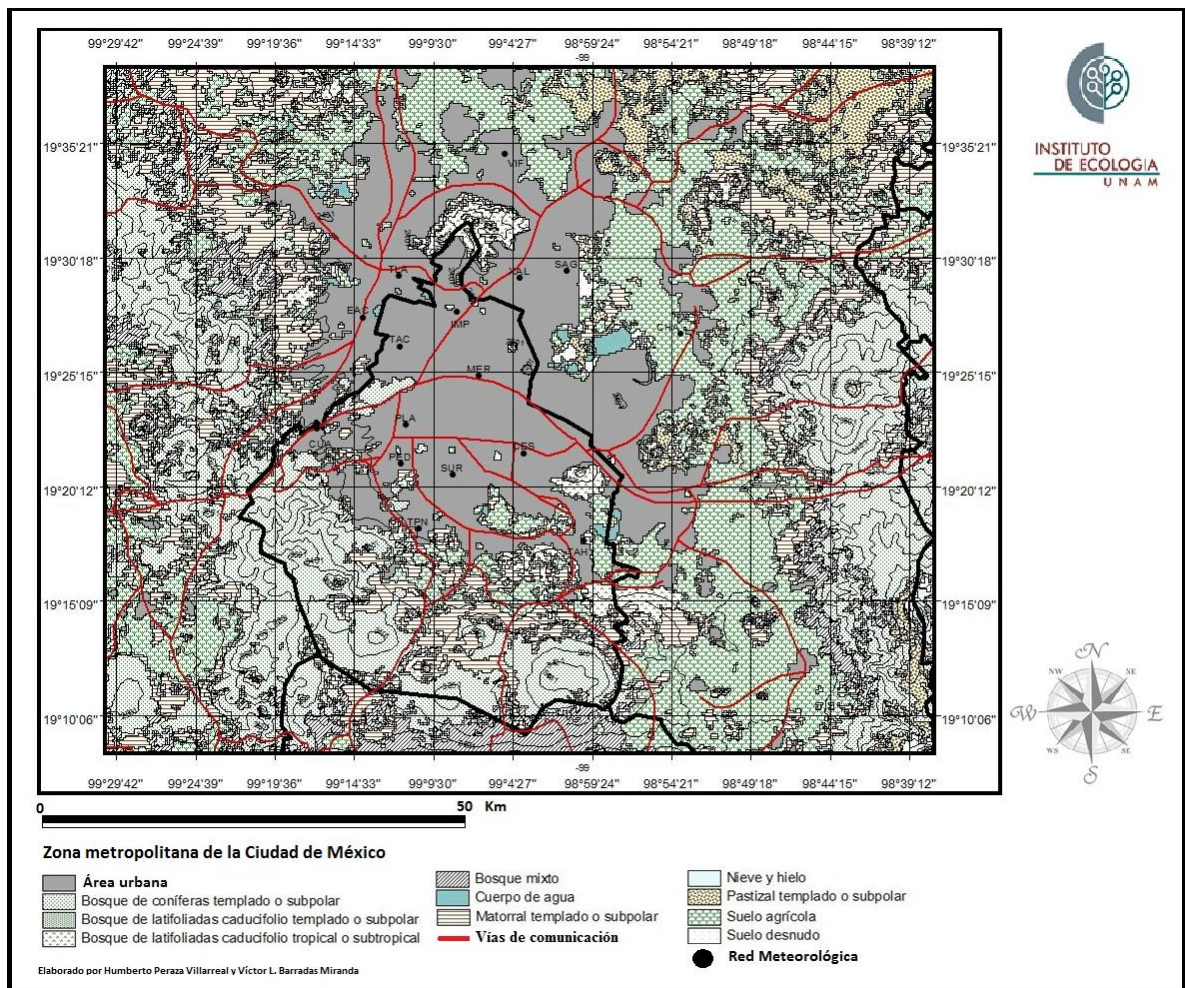 99°29'42" 99°24'39" 99°19'36" 99°14'33" 99°9'30" 99°4'27" 98°59'24" 98°54'21" 98°49'18" 98°44'15" 98°39'12"
-99
INSTITUTO
DE ECOLOGIA
UNAM
19°35'21" 19°35'21"
VIF
19°30'18" 19°30'18"
TLA XAL SAG
EAC IMP
TAC
19°25'15" 19°25'15"
MER
PLA
CUA CES
PED SUR
19°20'12" 19°20'12"
TPN
TAH
19°15'09" 19°15'09"
19°10'06" 19°10'06"
N
NW NE
W E
WS SE
S
-99
99°29'42" 99°24'39" 99°19'36" 99°14'33" 99°9'30" 99°4'27" 98°59'24" 98°54'21" 98°49'18" 98°44'15" 98°39'12"
0 50 Km
Zona metropolitana de la Ciudad de México
Área urbana
Bosque de coníferas templado o subpolar
Bosque de latifoliadas caducifolio templado o subpolar
Bosque de latifoliadas caducifolio tropical o subtropical
Bosque mixto
Cuerpo de agua
Matorral templado o subpolar
Vías de comunicación
Nieve y hielo
Pastizal templado o subpolar
Suelo agrícola
Suelo desnudo
Red Meteorológica
Elaborado por Humberto Peraza Villarreal y Víctor L. Barradas Miranda